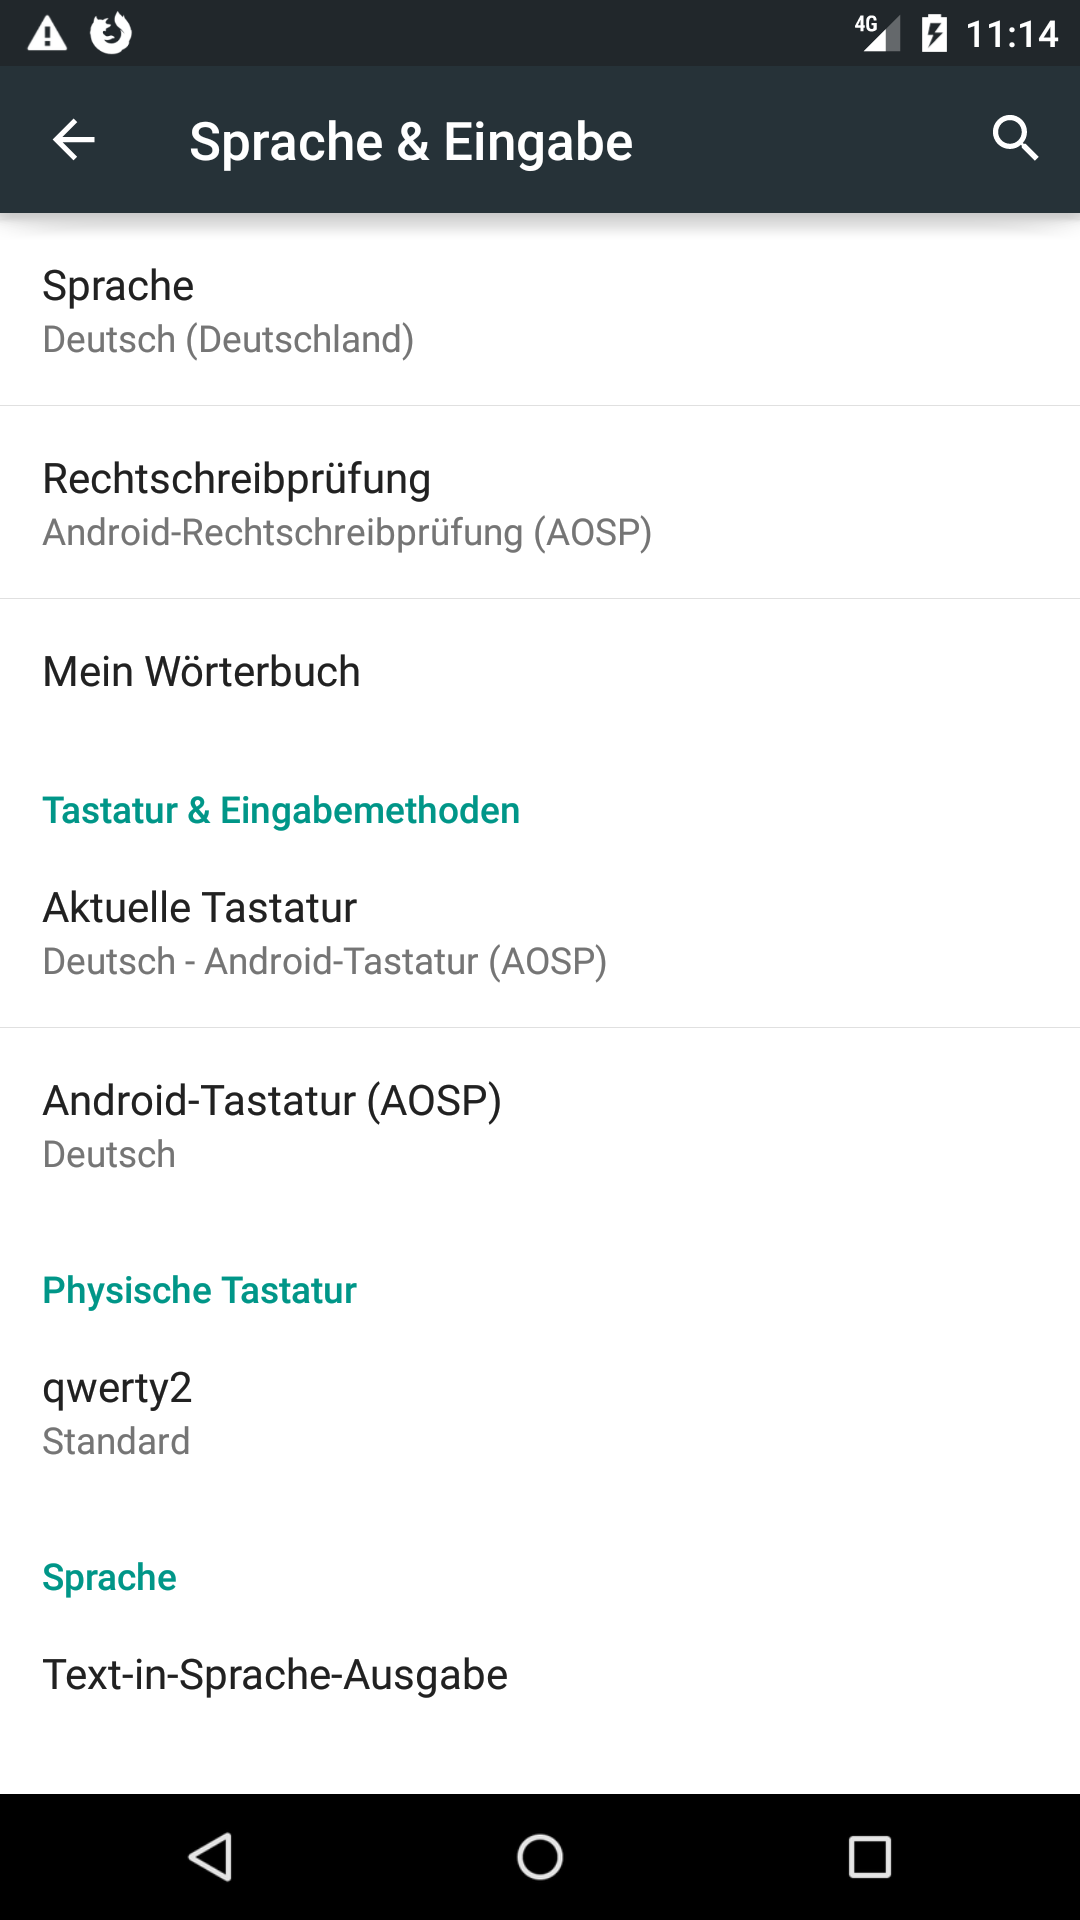 4G 11:14
Sprache & Eingabe
Sprache
Deutsch (Deutschland)
Rechtschreibprüfung
Android-Rechtschreibprüfung (AOSP)
Mein Wörterbuch
Tastatur & Eingabemethoden
Aktuelle Tastatur
Deutsch - Android-Tastatur (AOSP)
Android-Tastatur (AOSP)
Deutsch
Physische Tastatur
qwerty2
Standard
Sprache
Text-in-Sprache-Ausgabe